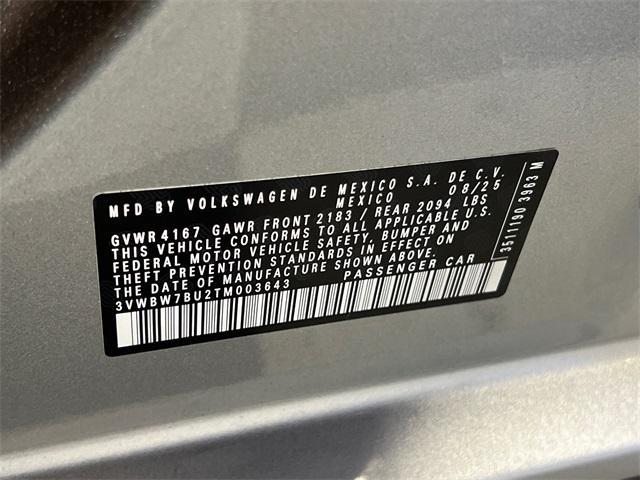 MFD BY VOLKSWAGEN DE MEXICO S.A. DE C.V.
MEXICO 08/25
GVWR 4167 GAWR FRONT 2183 / REAR 2094 LBS
THIS VEHICLE CONFORMS TO ALL APPLICABLE U.S.
FEDERAL MOTOR VEHICLE SAFETY, BUMPER AND
THEFT PREVENTION STANDARDS IN EFFECT ON
THE DATE OF MANUFACTURE SHOWN ABOVE.
3VWBW7BU2TM003643 PASSENGER CAR
3511190 3963 M